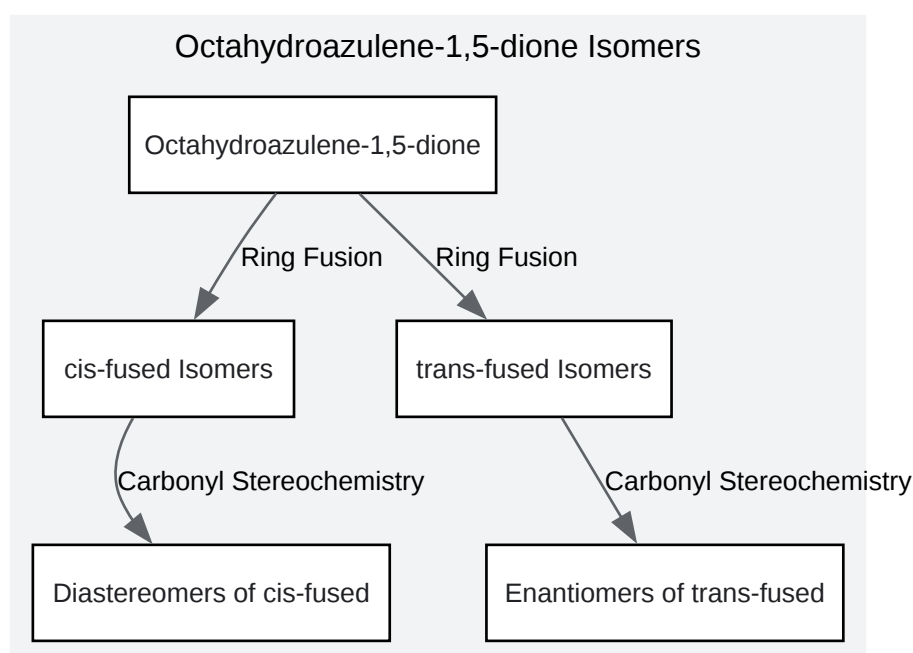 Octahydroazulene-1,5-dione Isomers
Octahydroazulene-1,5-dione
Ring Fusion
Ring Fusion
cis-fused Isomers
trans-fused Isomers
Carbonyl Stereochemistry
Carbonyl Stereochemistry
Diastereomers of cis-fused
Enantiomers of trans-fused